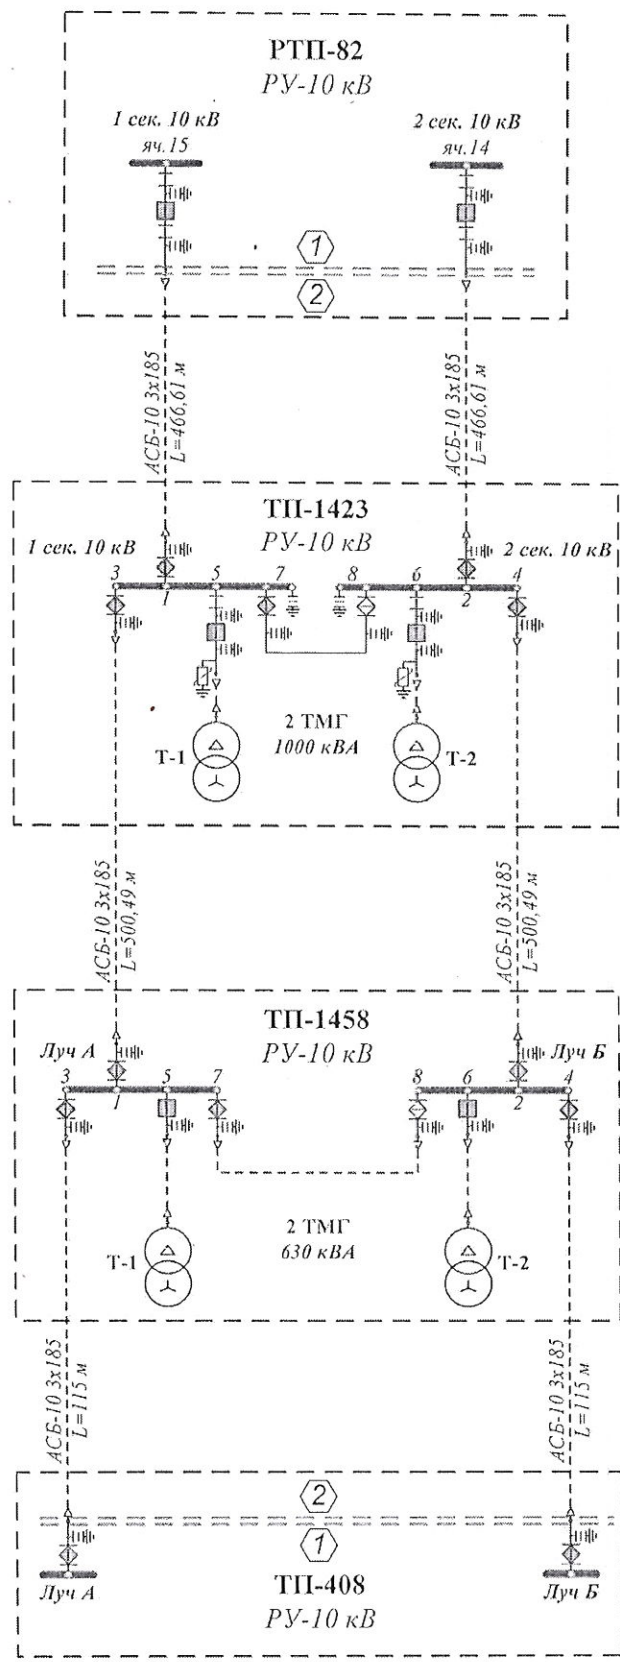 РТП-82
РУ-10 кВ
1 сек. 10 кВ
яч.15
2 сек. 10 кВ
яч.14
1
2
АСБ-10 3х185
L=466,61 м
АСБ-10 3х185
L=466,61 м
ТП-1423
РУ-10 кВ
1 сек. 10 кВ
2 сек. 10 кВ
3
5
7
8
6
4
1
2
2 ТМГ
1000 кВА
Т-1
Т-2
АСБ-10 3х185
L=500,49 м
АСБ-10 3х185
L=500,49 м
ТП-1458
РУ-10 кВ
Луч А
Луч Б
3
5
7
8
6
4
1
2
2 ТМГ
630 кВА
Т-1
Т-2
АСБ-10 3х185
L=115 м
АСБ-10 3х185
L=115 м
2
1
Луч А
Луч Б
ТП-408
РУ-10 кВ